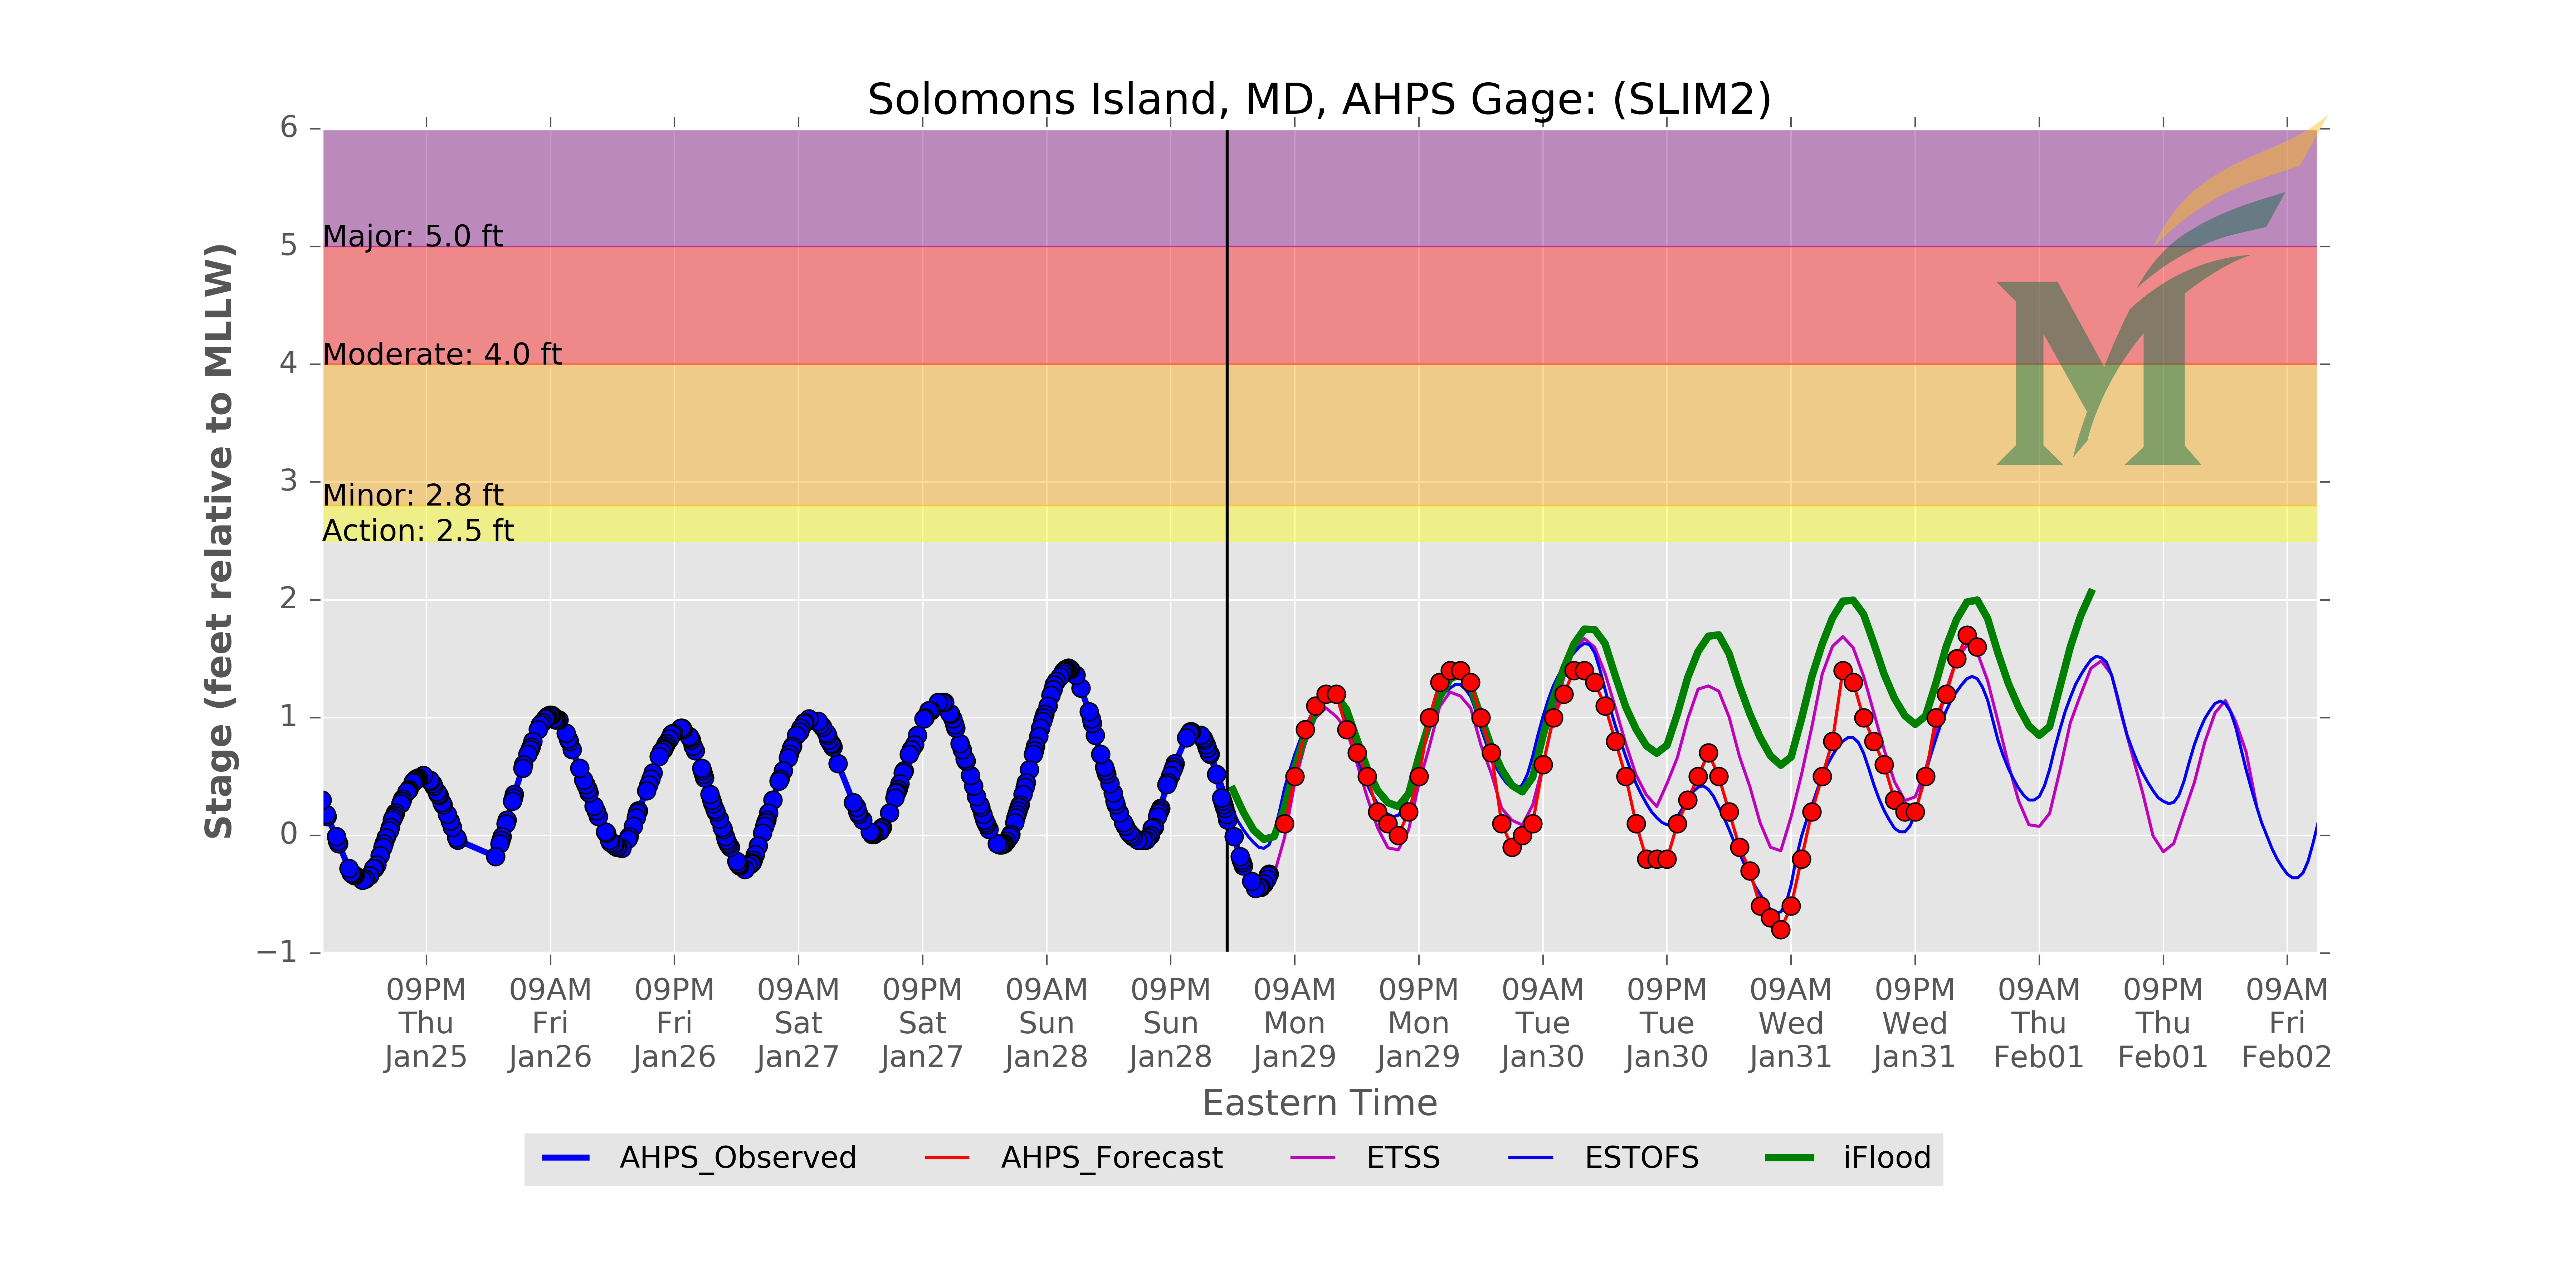 Solomons Island, MD, AHPS Gage: (SLIM2)
Stage (feet relative to MLLW)
6
5
4
3
2
1
0
−1
Major: 5.0 ft
Moderate: 4.0 ft
Minor: 2.8 ft
Action: 2.5 ft
M
09PM 09AM 09PM 09AM 09PM 09AM 09PM 09AM 09PM 09AM 09PM 09AM 09PM 09AM 09PM 09AM
Thu Fri Fri Sat Sat Sun Sun Mon Mon Tue Tue Wed Wed Thu Thu Fri
Jan25 Jan26 Jan26 Jan27 Jan27 Jan28 Jan28 Jan29 Jan29 Jan30 Jan30 Jan31 Jan31 Feb01 Feb01 Feb02
Eastern Time
AHPS_Observed AHPS_Forecast ETSS ESTOFS iFlood